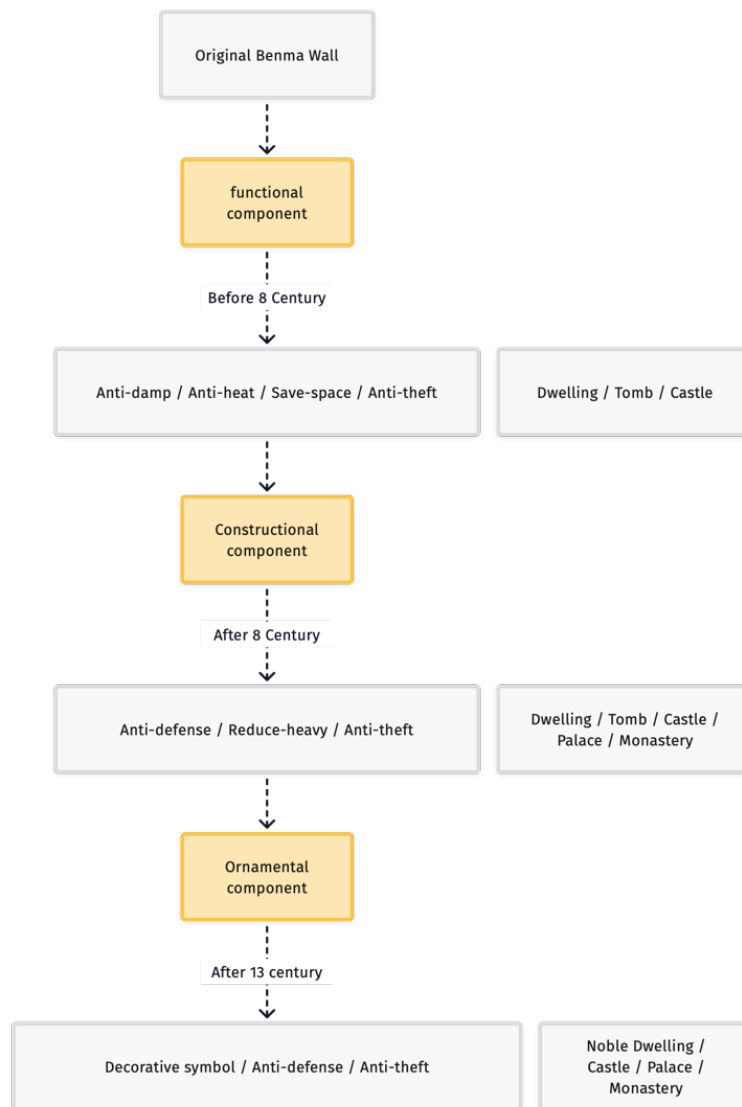 Original Benma Wall
functional
component
Before 8 Century
Anti-damp / Anti-heat / Save-space / Anti-theft
Dwelling / Tomb / Castle
Constructional
component
After 8 Century
Anti-defense / Reduce-heavy / Anti-theft
Dwelling / Tomb / Castle /
Palace / Monastery
Ornamental
component
After 13 century
Decorative symbol / Anti-defense / Anti-theft
Noble Dwelling /
Castle / Palace /
Monastery